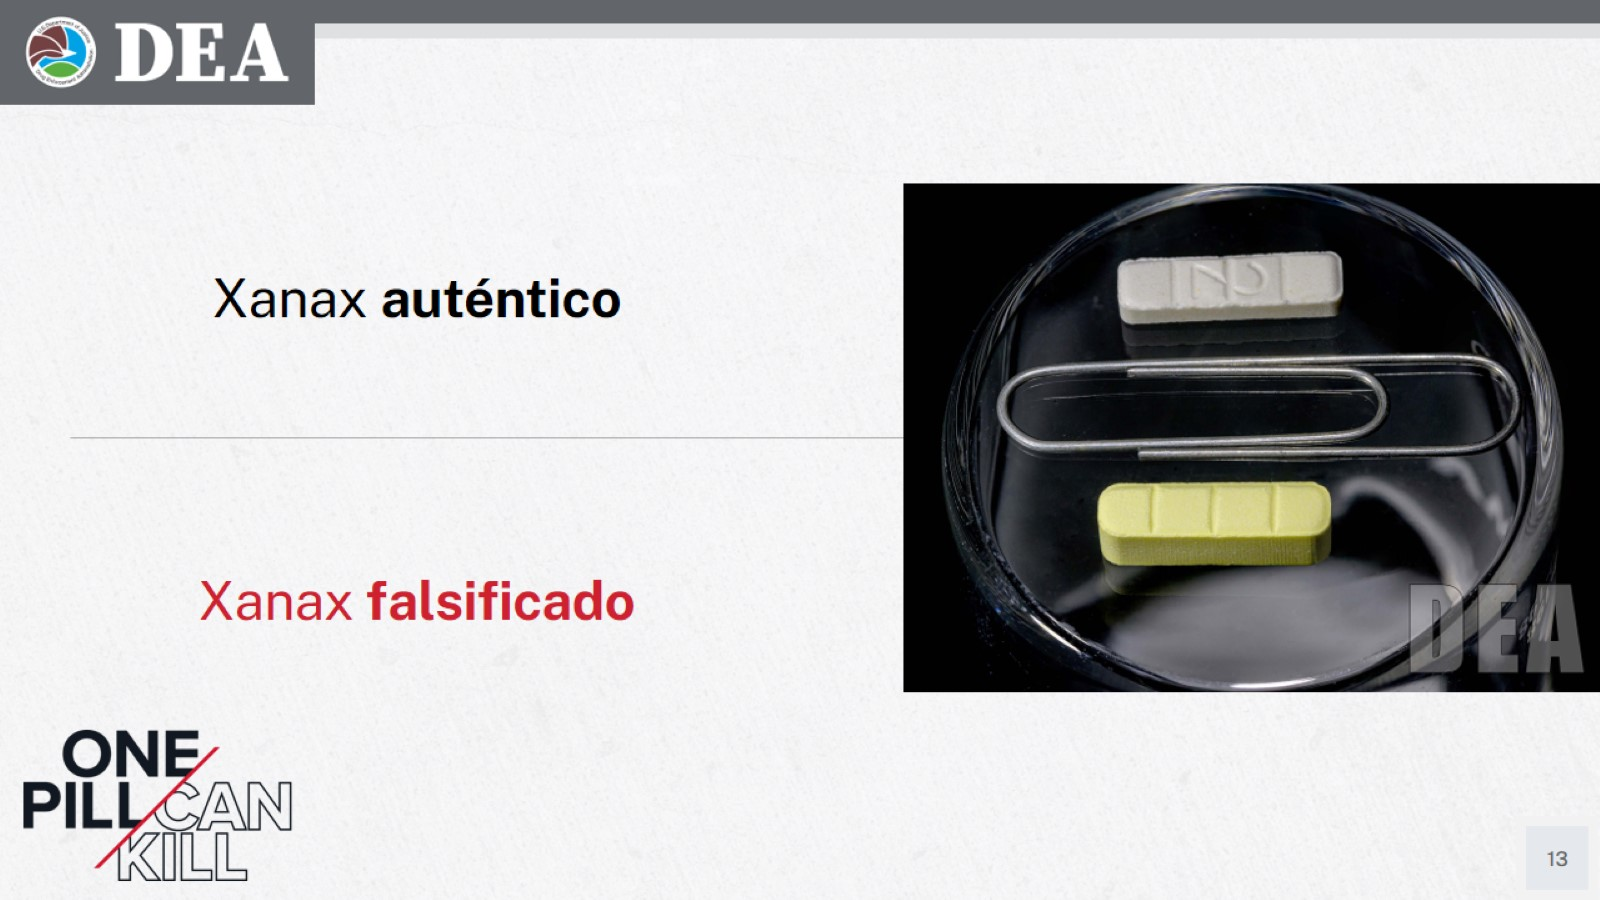 DEA
Xanax auténtico
Xanax falsificado
DEA
ONE
PILL CAN
KILL
13